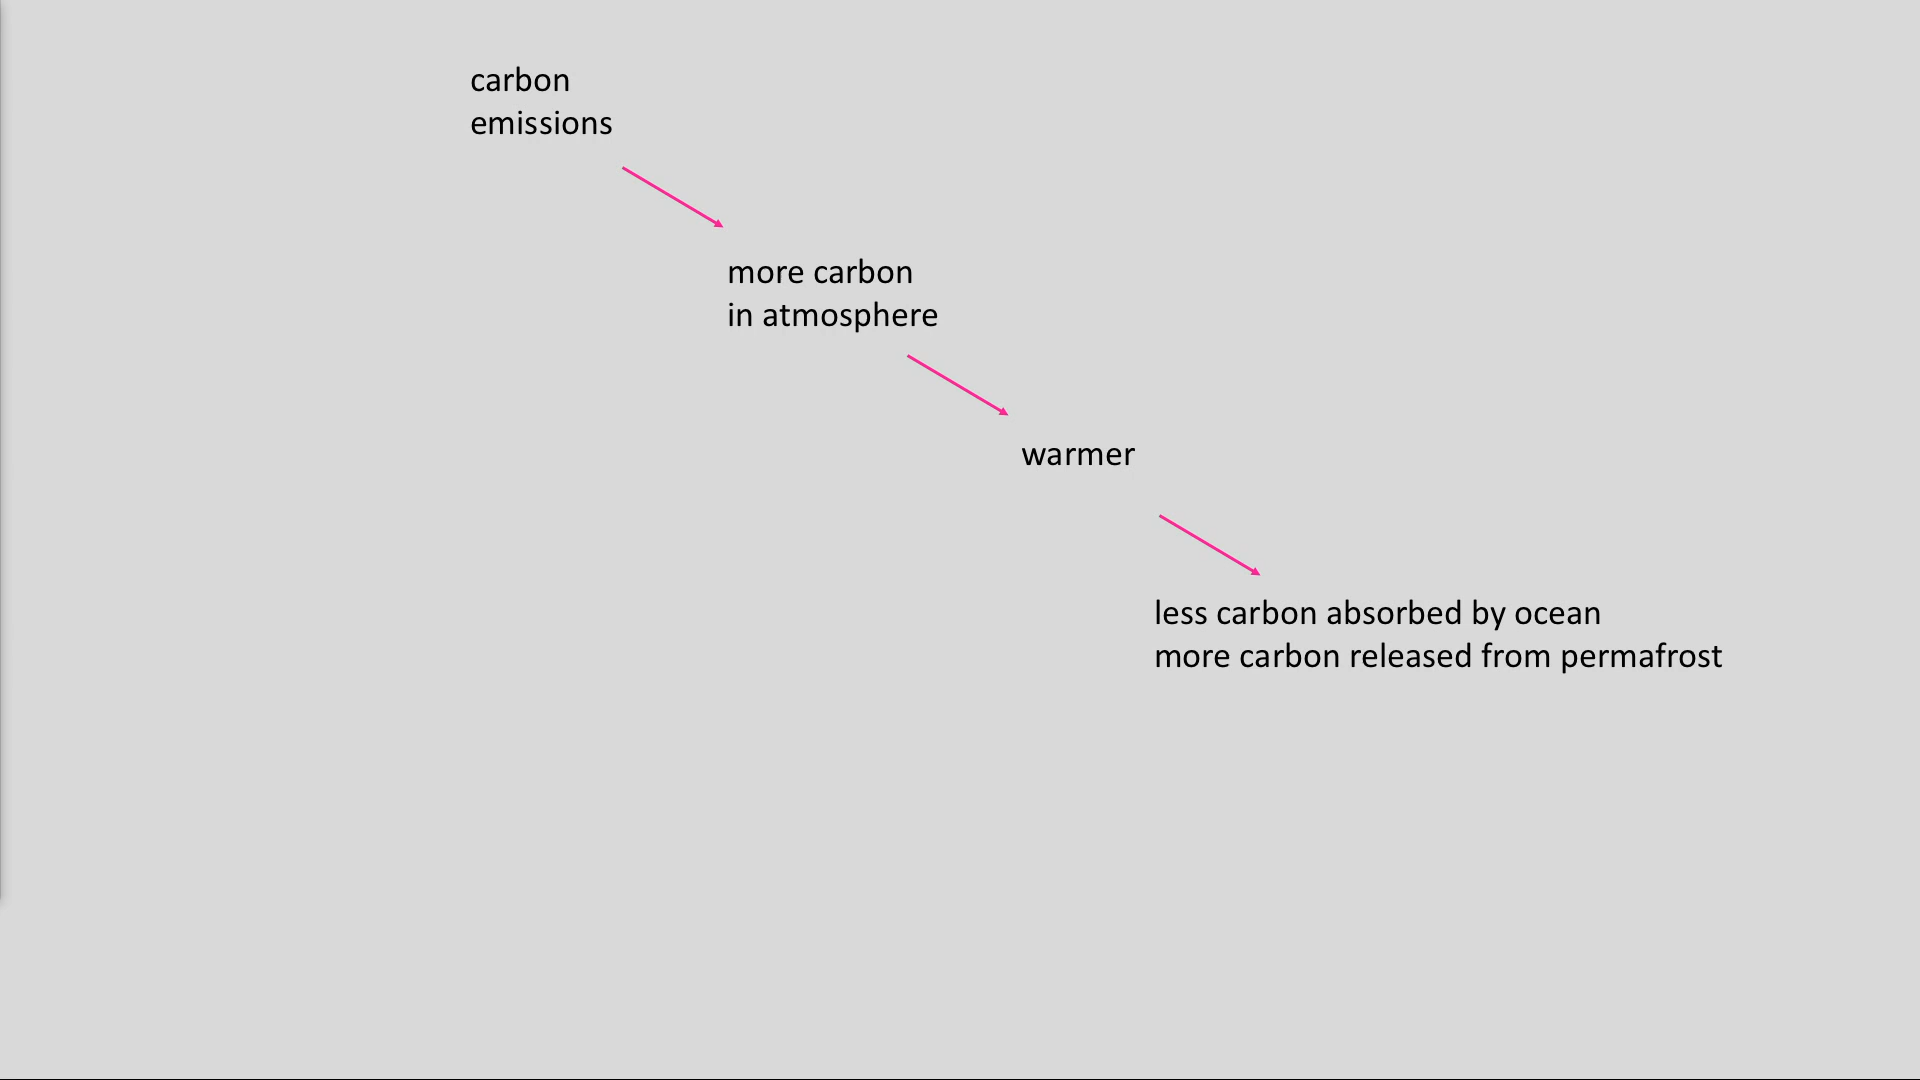 carbon
emissions
more carbon
in atmosphere
warmer
less carbon absorbed by ocean
more carbon released from permafrost